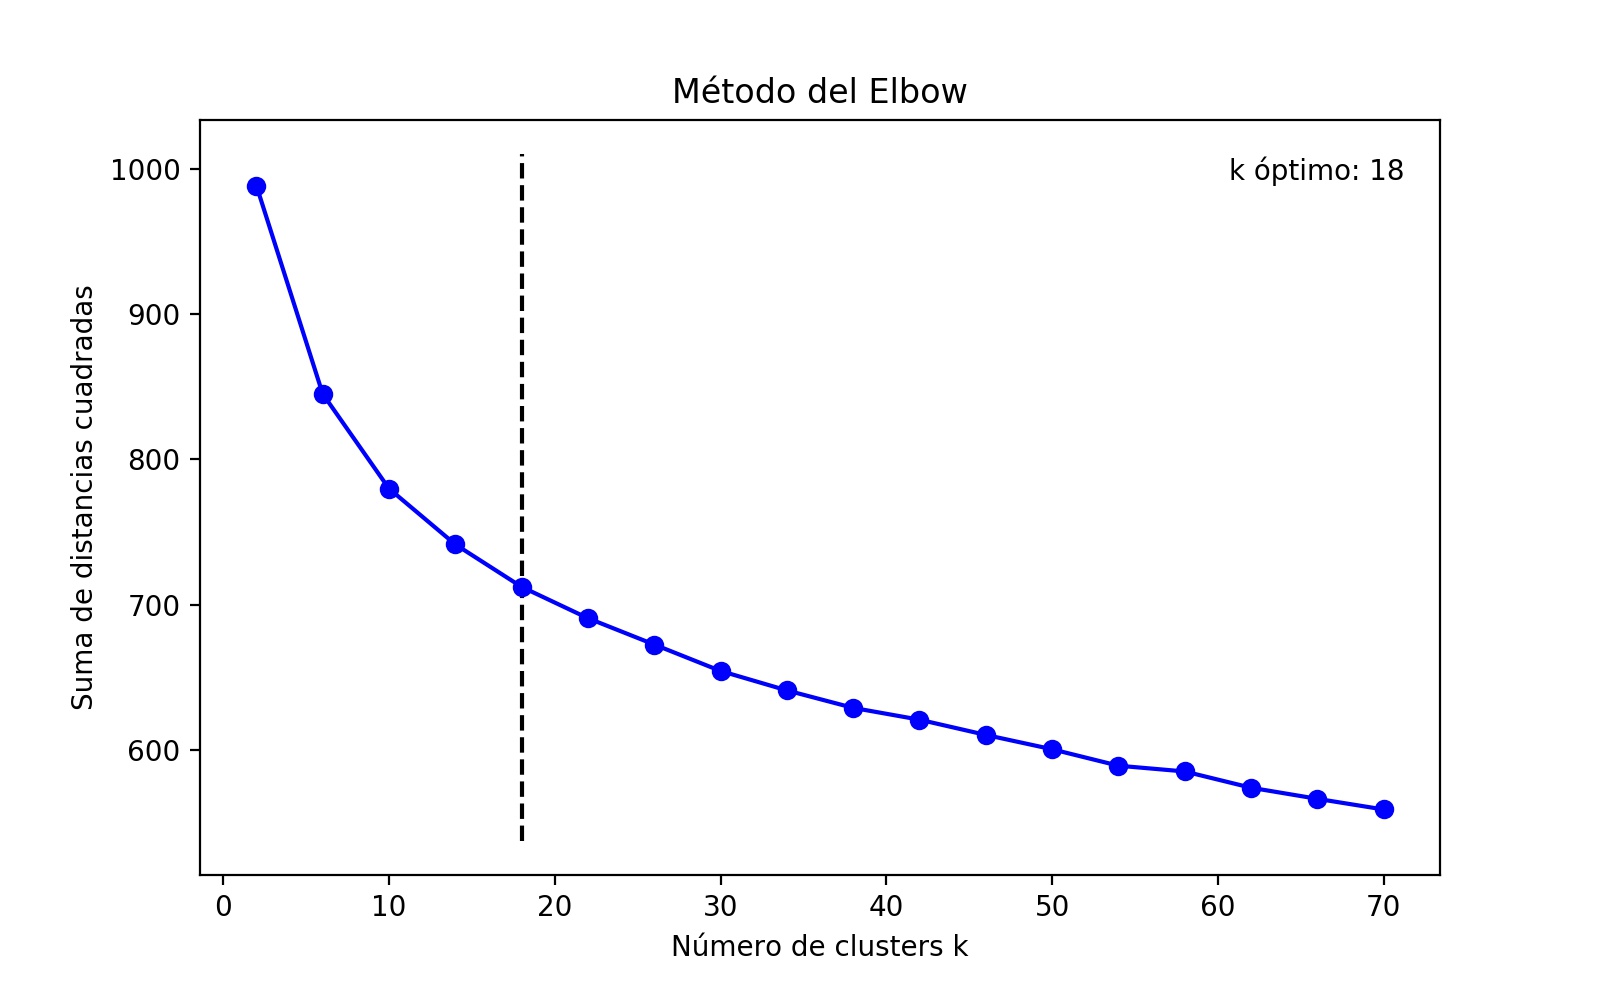 Método del Elbow
k óptimo: 18
Suma de distancias cuadradas
1000
900
800
700
600
0 10 20 30 40 50 60 70
Número de clusters k